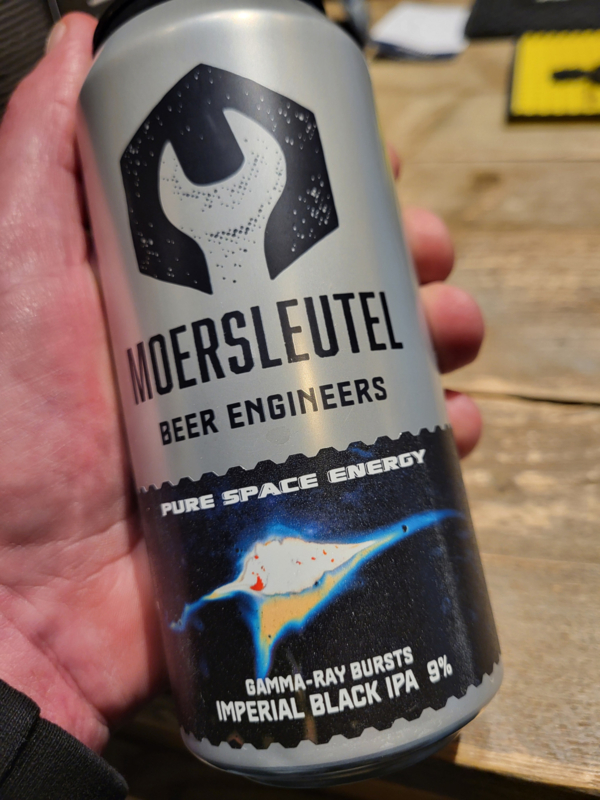 MOERSLEUTEL
BEER ENGINEERS
PURE SPACE ENERGY
GAMMA-RAY BURSTS
IMPERIAL BLACK IPA 9%